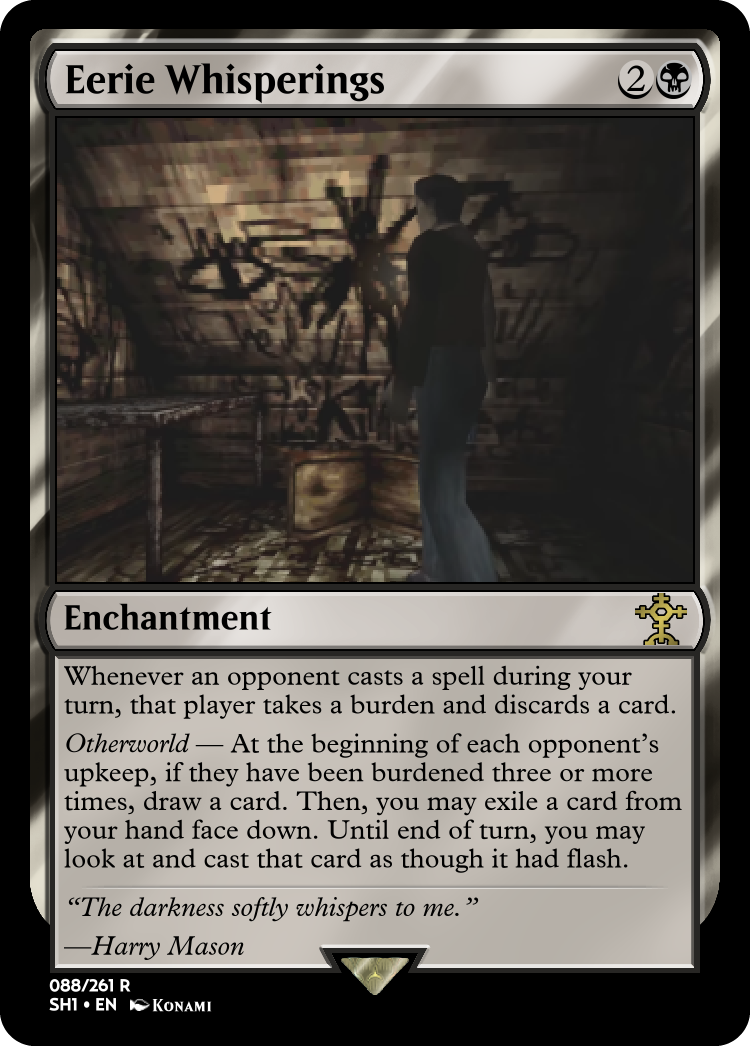 Eerie Whisperings
2
Enchantment
Whenever an opponent casts a spell during your
turn, that player takes a burden and discards a card.
Otherworld — At the beginning of each opponent's
upkeep, if they have been burdened three or more
times, draw a card. Then, you may exile a card from
your hand face down. Until end of turn, you may
look at and cast that card as though it had flash.
“The darkness softly whispers to me.”
—Harry Mason
088/261 R
SH1 • EN KONAMI